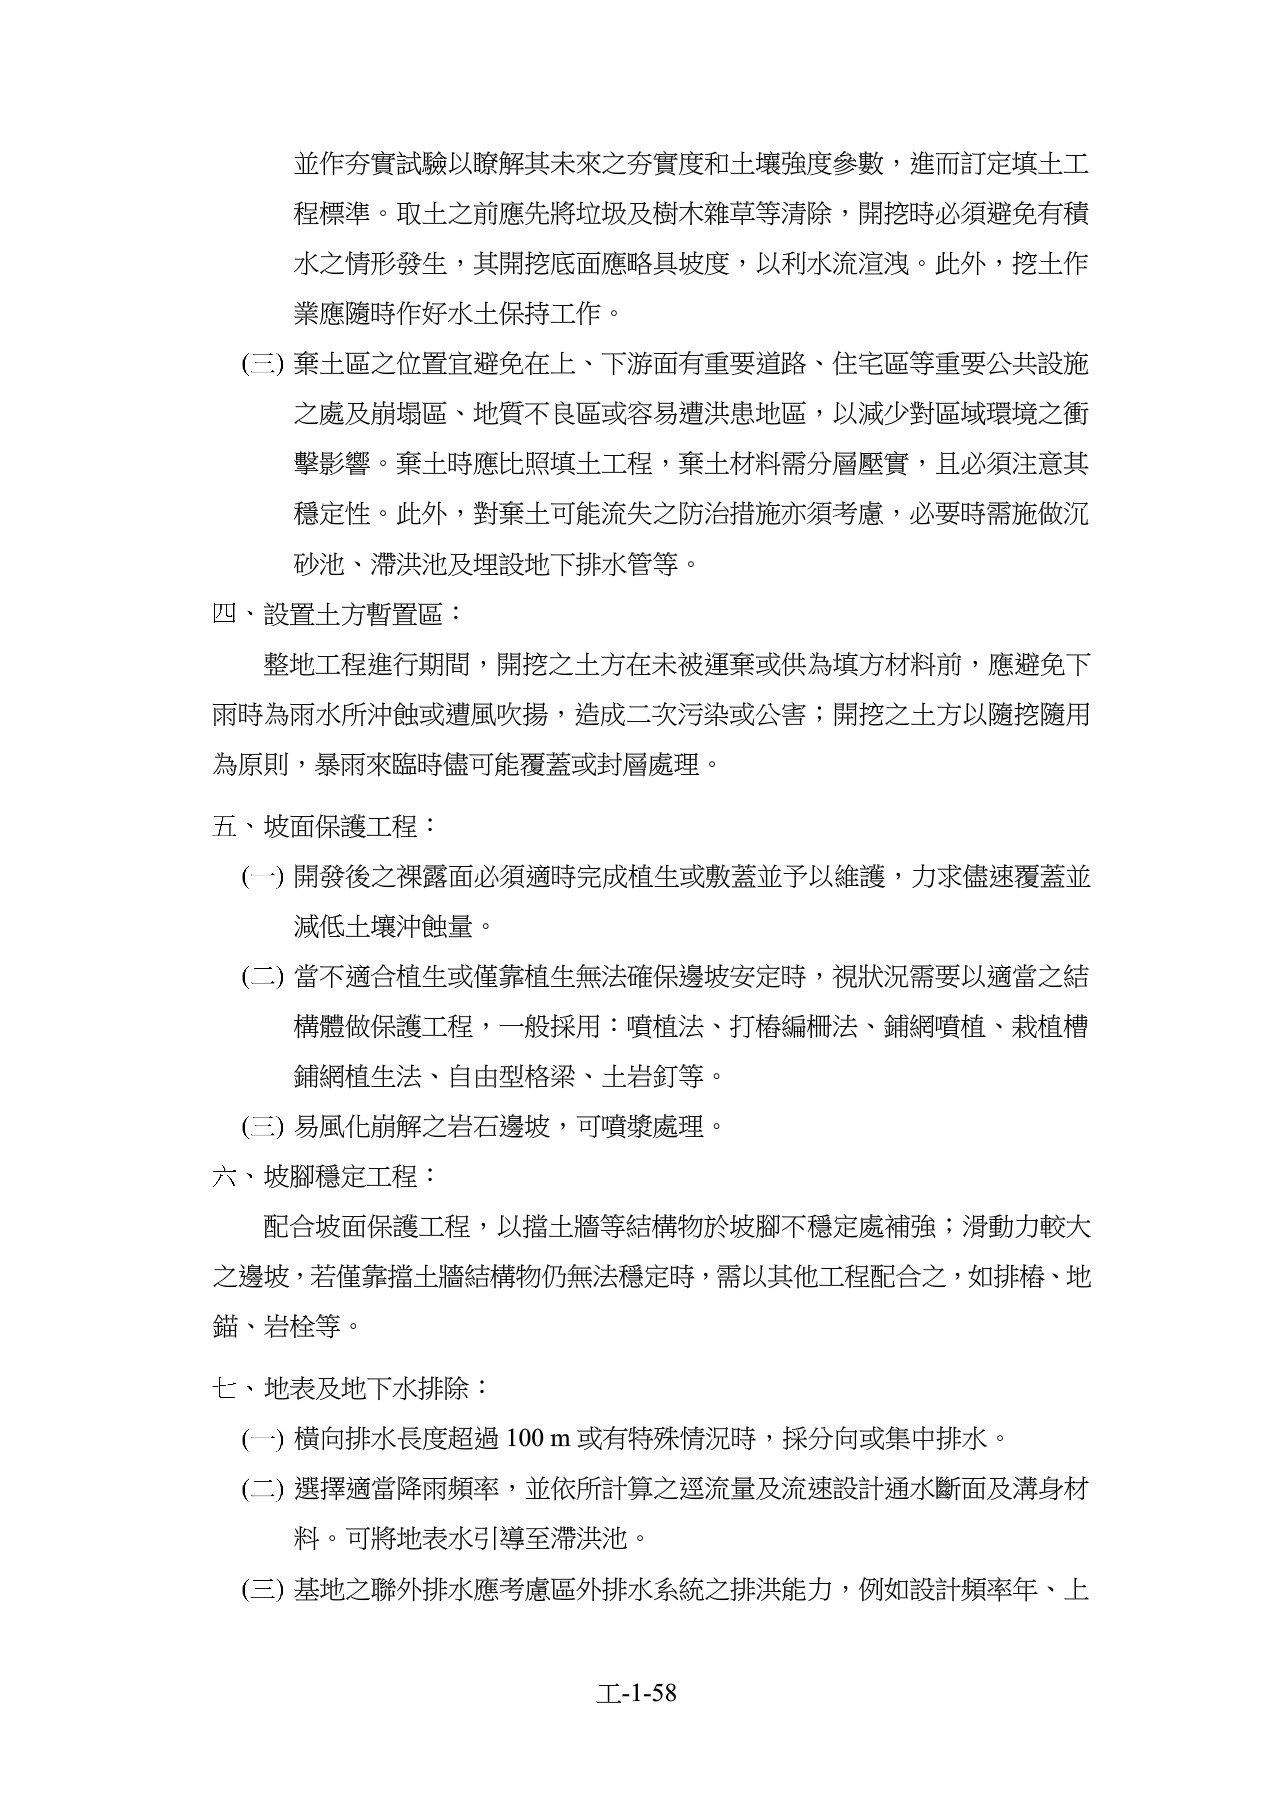 並作夯實試驗以瞭解其未來之夯實度和土壤強度參數，進而訂定填土工
程標準。取土之前應先將垃圾及樹木雜草等清除，開挖時必須避免有積
水之情形發生，其開挖底面應略具坡度，以利水流渲洩。此外，挖土作
業應隨時作好水土保持工作。
(三) 棄土區之位置宜避免在上、下游面有重要道路、住宅區等重要公共設施
之處及崩塌區、地質不良區或容易遭洪患地區，以減少對區域環境之衝
擊影響。棄土時應比照填土工程，棄土材料需分層壓實，且必須注意其
穩定性。此外，對棄土可能流失之防治措施亦須考慮，必要時需施做沉
砂池、滯洪池及埋設地下排水管等。
四、設置土方暫置區：
整地工程進行期間，開挖之土方在未被運棄或供為填方材料前，應避免下
雨時為雨水所沖蝕或遭風吹揚，造成二次污染或公害；開挖之土方以隨挖隨用
為原則，暴雨來臨時儘可能覆蓋或封層處理。
五、坡面保護工程：
(一) 開發後之裸露面必須適時完成植生或敷蓋並予以維護，力求儘速覆蓋並
減低土壤沖蝕量。
(二) 當不適合植生或僅靠植生無法確保邊坡安定時，視狀況需要以適當之結
構體做保護工程，一般採用：噴植法、打樁編柵法、鋪網噴植、栽植槽
鋪網植生法、自由型格梁、土岩釘等。
(三) 易風化崩解之岩石邊坡，可噴漿處理。
六、坡腳穩定工程：
配合坡面保護工程，以擋土牆等結構物於坡腳不穩定處補強；滑動力較大
之邊坡，若僅靠擋土牆結構物仍無法穩定時，需以其他工程配合之，如排樁、地
錨、岩栓等。
七、地表及地下水排除：
(一) 橫向排水長度超過 100 m 或有特殊情況時，採分向或集中排水。
(二) 選擇適當降雨頻率，並依所計算之逕流量及流速設計通水斷面及溝身材
料。可將地表水引導至滯洪池。
(三) 基地之聯外排水應考慮區外排水系統之排洪能力，例如設計頻率年、上
工-1-58